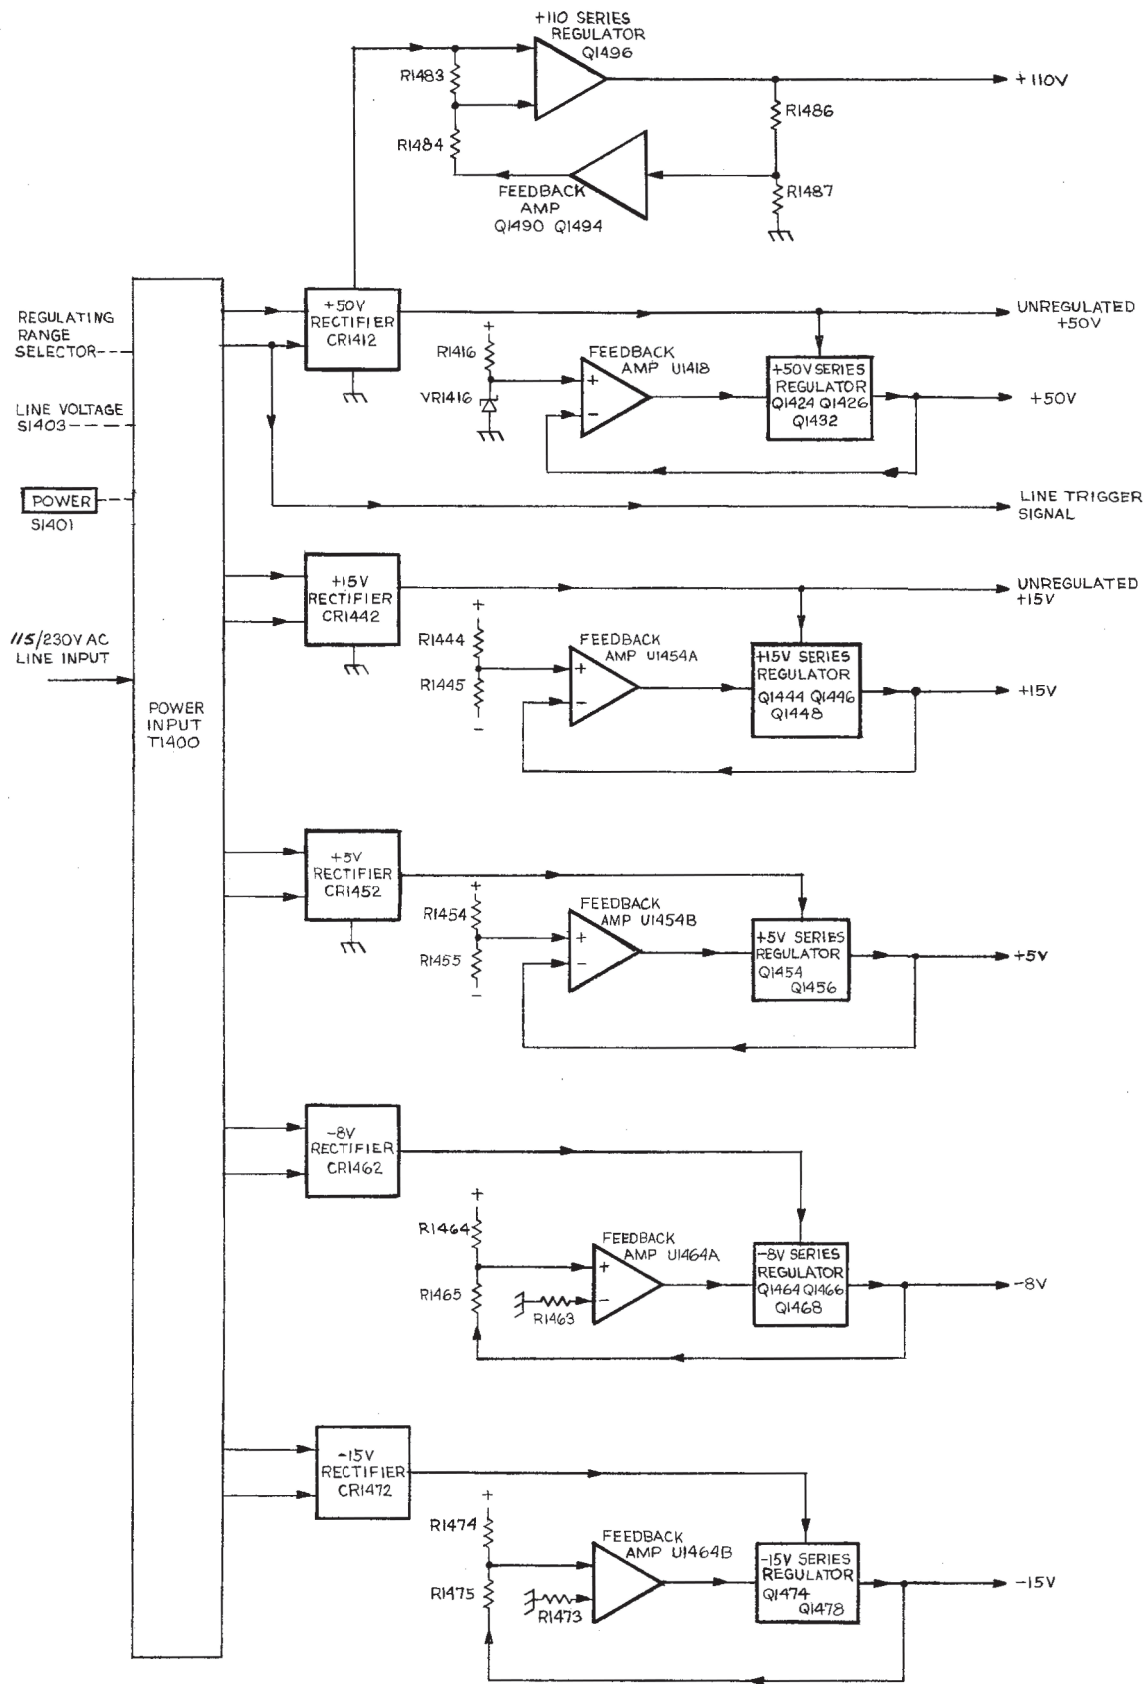 +110 SERIES
REGULATOR
Q1496
R1483
+110V
R1486
R1484
FEEDBACK
AMP
Q1490 Q1494
R1487
REGULATING
RANGE
SELECTOR
+50V
RECTIFIER
CR1412
UNREGULATED
+50V
+
R1416
VR1416
FEEDBACK
AMP U1418
+
-
+50V SERIES
REGULATOR
Q1424 Q1426
Q1432
+50V
LINE VOLTAGE
S1403
POWER
S1401
LINE TRIGGER
SIGNAL
+15V
RECTIFIER
CR1442
UNREGULATED
+15V
115/230V AC
LINE INPUT
+
R1444
R1445
-
FEEDBACK
AMP U1454A
+
-
+15V SERIES
REGULATOR
Q1444 Q1446
Q1448
+15V
POWER
INPUT
T1400
+5V
RECTIFIER
CR1452
+
R1454
R1455
-
FEEDBACK
AMP U1454B
+
-
+5V SERIES
REGULATOR
Q1454
Q1456
+5V
-8V
RECTIFIER
CR1462
+
R1464
R1465
FEEDBACK
AMP U1464A
+
-
R1463
-8V SERIES
REGULATOR
Q1464 Q1466
Q1468
-8V
-15V
RECTIFIER
CR1472
+
R1474
R1475
FEEDBACK
AMP U1464B
R1473
-15V SERIES
REGULATOR
Q1474
Q1478
-15V